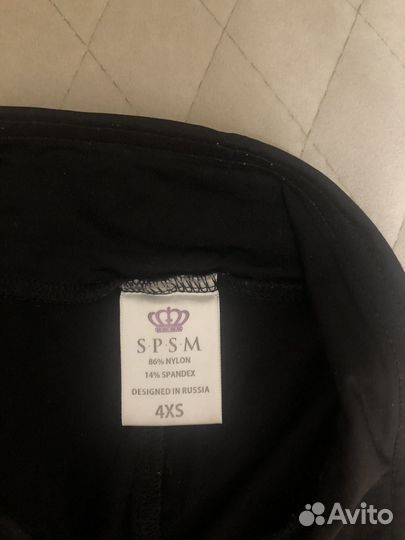 S·P·S·M
86% NYLON
14% SPANDEX
DESIGNED IN RUSSIA
4XS
Avito